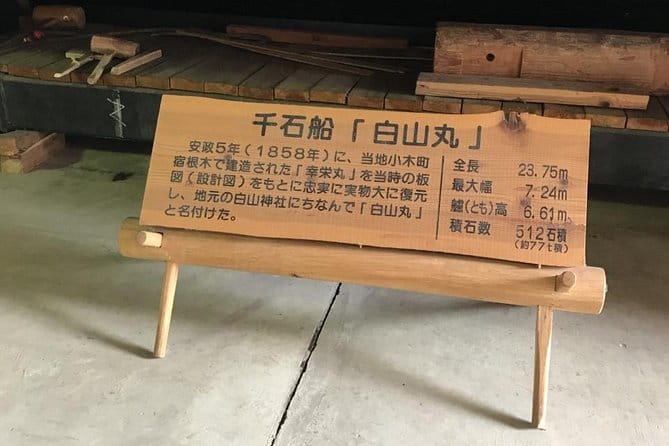 千石船「白山丸」
安政5年(1858年)に、当地小木町
宿根木で建造された「幸栄丸」を当時の板
図(設計図)をもとに忠実に実物大に復元
し、地元の白山神社にちなんで「白山丸」
と名付けた。
全長 23.75m
最大幅 7.24m
艫(とも)高 6.61m
積石数 512石積
(約77t積)